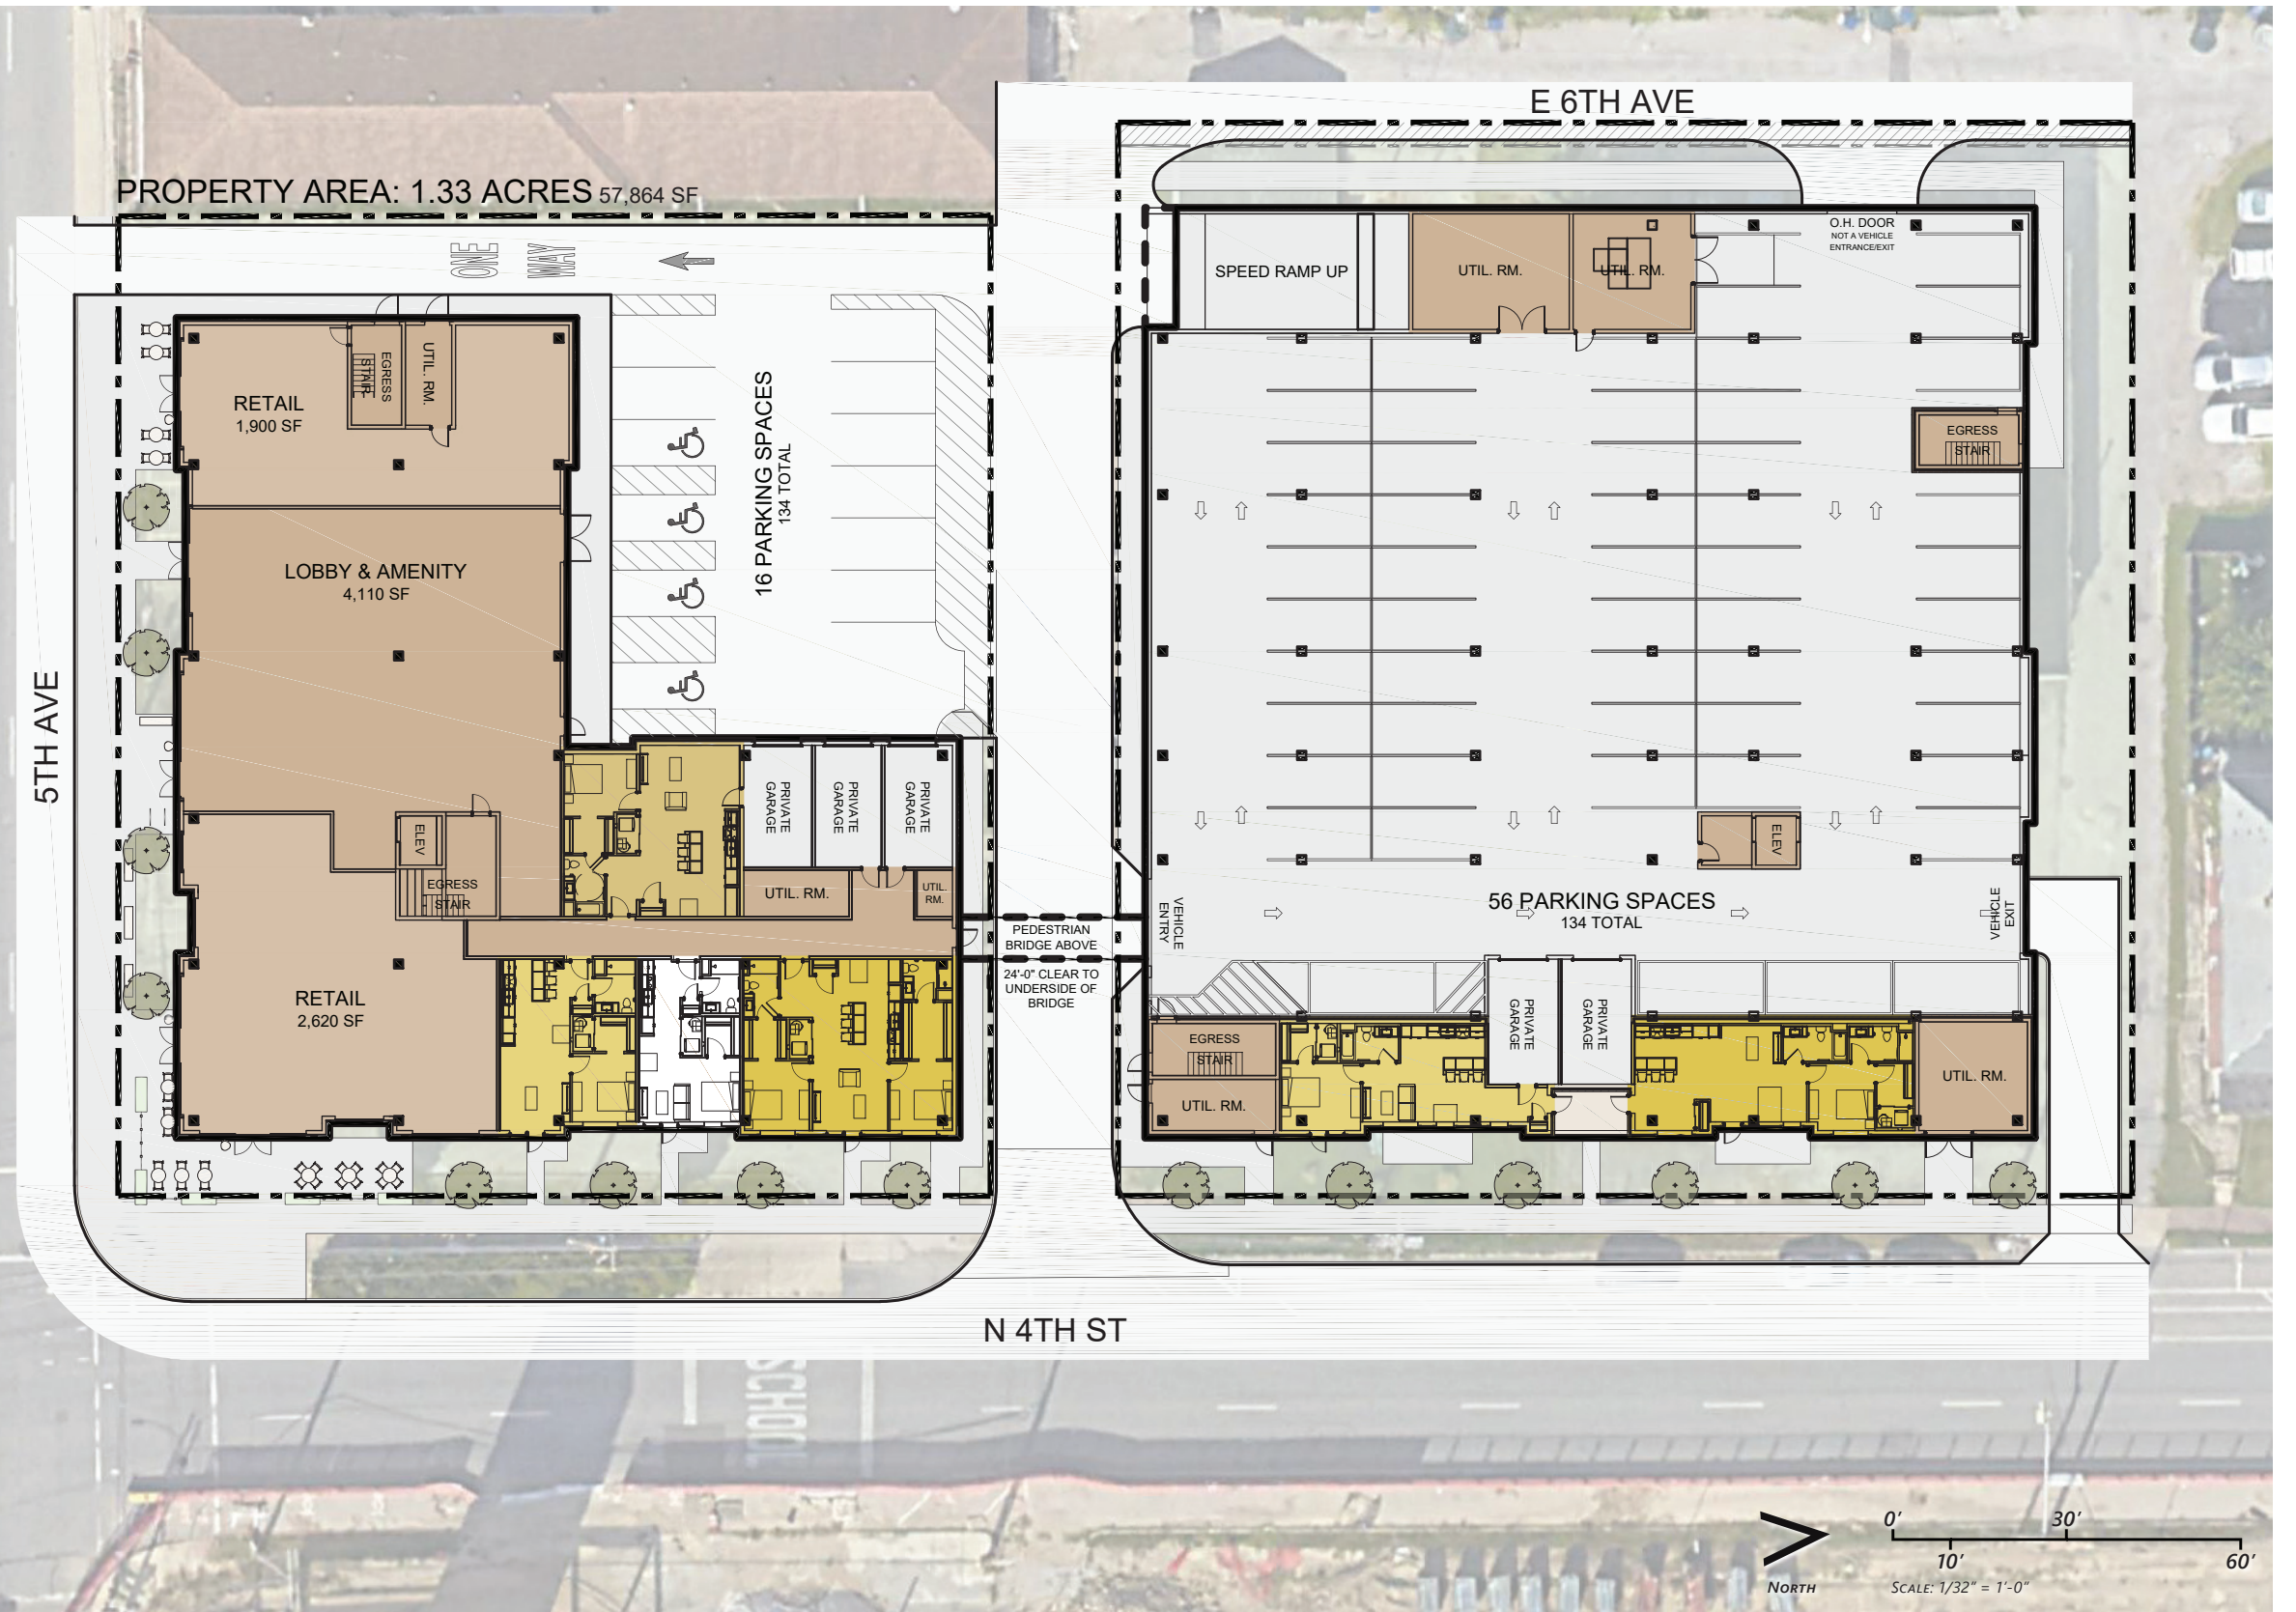 E 6TH AVE
PROPERTY AREA: 1.33 ACRES 57,864 SF
ONE
WAY
SPEED RAMP UP
UTIL. RM.
UTIL. RM.
O.H. DOOR
NOT A VEHICLE
ENTRANCE/EXIT
RETAIL
1,900 SF
EGRESS
STAIR
UTIL. RM.
16 PARKING SPACES
134 TOTAL
EGRESS
STAIR
LOBBY & AMENITY
4,110 SF
5TH AVE
PRIVATE
GARAGE
PRIVATE
GARAGE
PRIVATE
GARAGE
ELEV
ELEV
EGRESS
STAIR
UTIL. RM.
UTIL.
RM.
56 PARKING SPACES
134 TOTAL
VEHICLE
ENTRY
VEHICLE
EXIT
PEDESTRIAN
BRIDGE ABOVE
24'-0" CLEAR TO
UNDERSIDE OF
BRIDGE
RETAIL
2,620 SF
PRIVATE
GARAGE
PRIVATE
GARAGE
EGRESS
STAIR
UTIL. RM.
UTIL. RM.
N 4TH ST
SCHOOL
NORTH
0'
30'
10'
60'
SCALE: 1/32" = 1'-0"